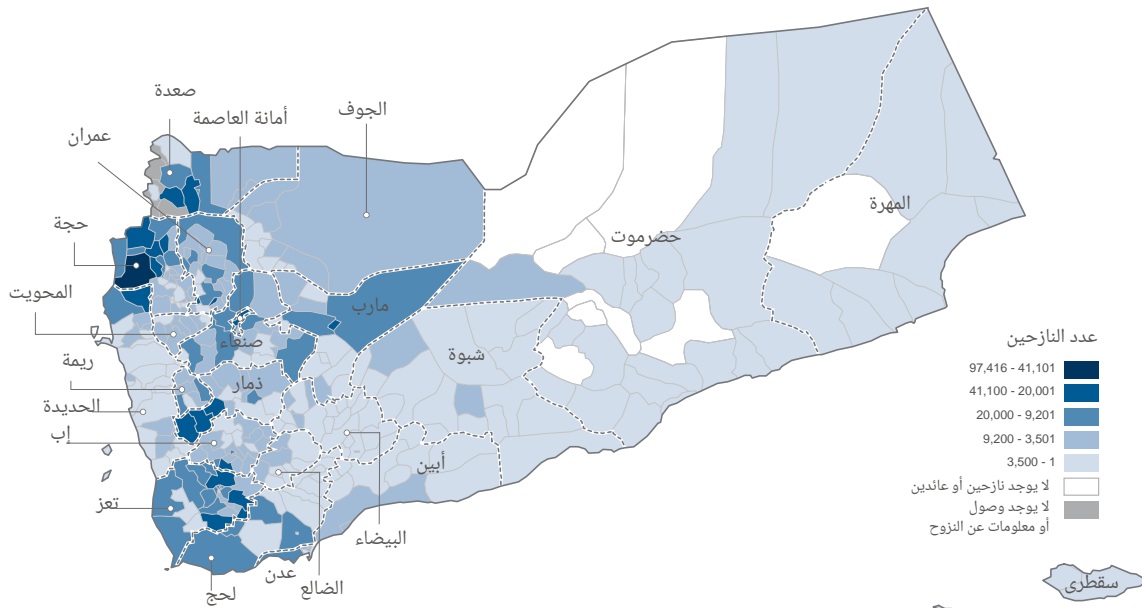 صعدة
أمانة العاصمة
الجوف
عمران
حجة
المهرة
حضرموت
المحويت
مارب
صنعاء
شبوة
ريمة
ذمار
الحديدة
إب
أبين
تعز
البيضاء
عدن
الضالع
لحج
سقطرى
عدد النازحين
97,416 - 41,101
41,100 - 20,001
20,000 - 9,201
9,200 - 3,501
3,500 - 1
لا يوجد نازحين أو عائدين
لا يوجد وصول
أو معلومات عن النزوح